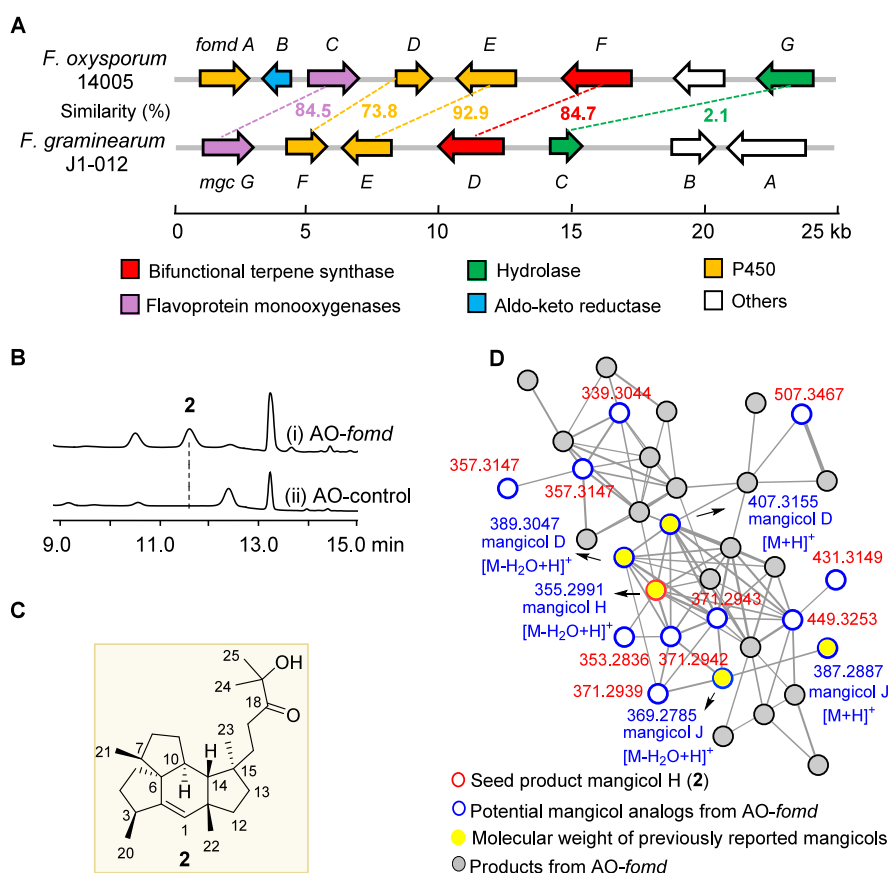 A
fomd A B C D E F G
F. oxysporum
14005
Similarity (%) 84.5 73.8 92.9 84.7 2.1
F. graminearum
J1-012
mgc G F E D C B A
0 5 10 15 20 25 kb
Bifunctional terpene synthase Hydrolase P450
Flavoprotein monooxygenases Aldo-keto reductase Others
B
2
(i) AO-fomd
(ii) AO-control
9.0 11.0 13.0 15.0 min
C
25
OH
24
18
O
23
21
7
H
15
6
H
14
13
3
1
12
20
22
2
D
339.3044
507.3467
357.3147
357.3147
407.3155
mangicol D
[M+H]+
389.3047
mangicol D
[M-H2O+H]+
431.3149
355.2991
mangicol H
[M-H2O+H]+
371.2943
449.3253
353.2836
371.2942
387.2887
mangicol J
[M+H]+
371.2939
369.2785
mangicol J
[M-H2O+H]+
Seed product mangicol H (2)
Potential mangicol analogs from AO-fomd
Molecular weight of previously reported mangicols
Products from AO-fomd